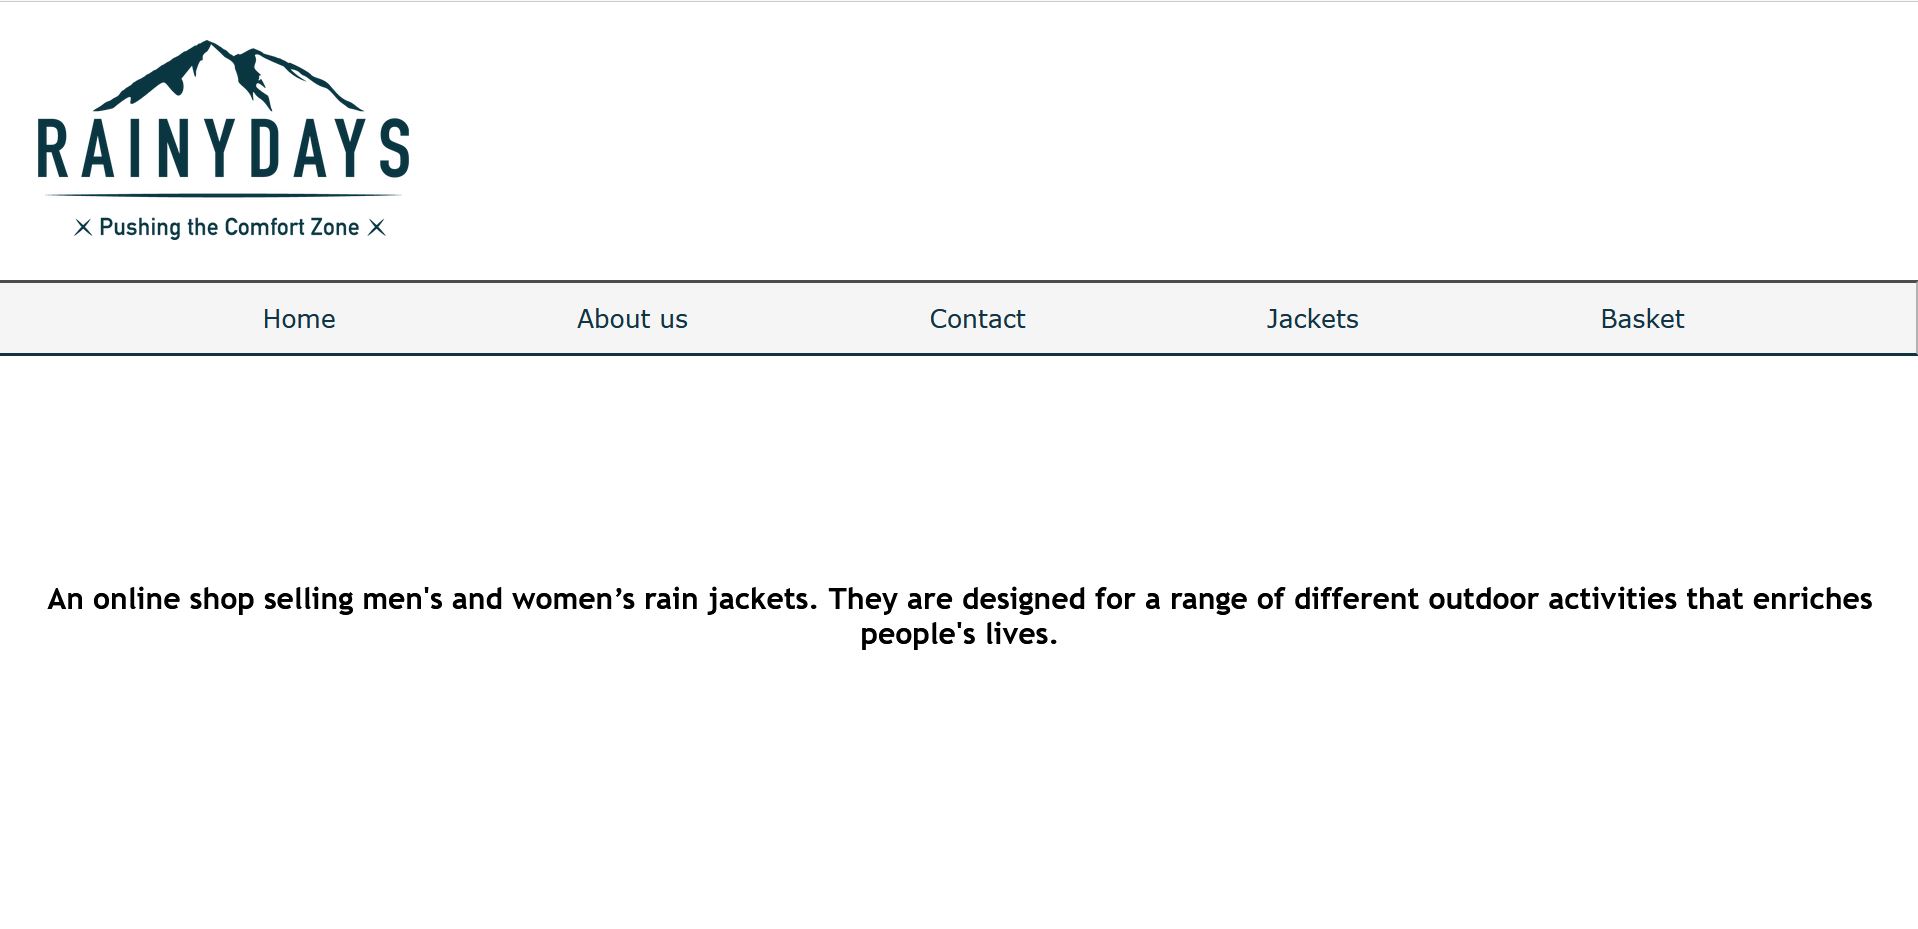 RAINYDAYS
Pushing the Comfort Zone
Home About us Contact Jackets Basket
An online shop selling men's and women’s rain jackets. They are designed for a range of different outdoor activities that enriches
people's lives.